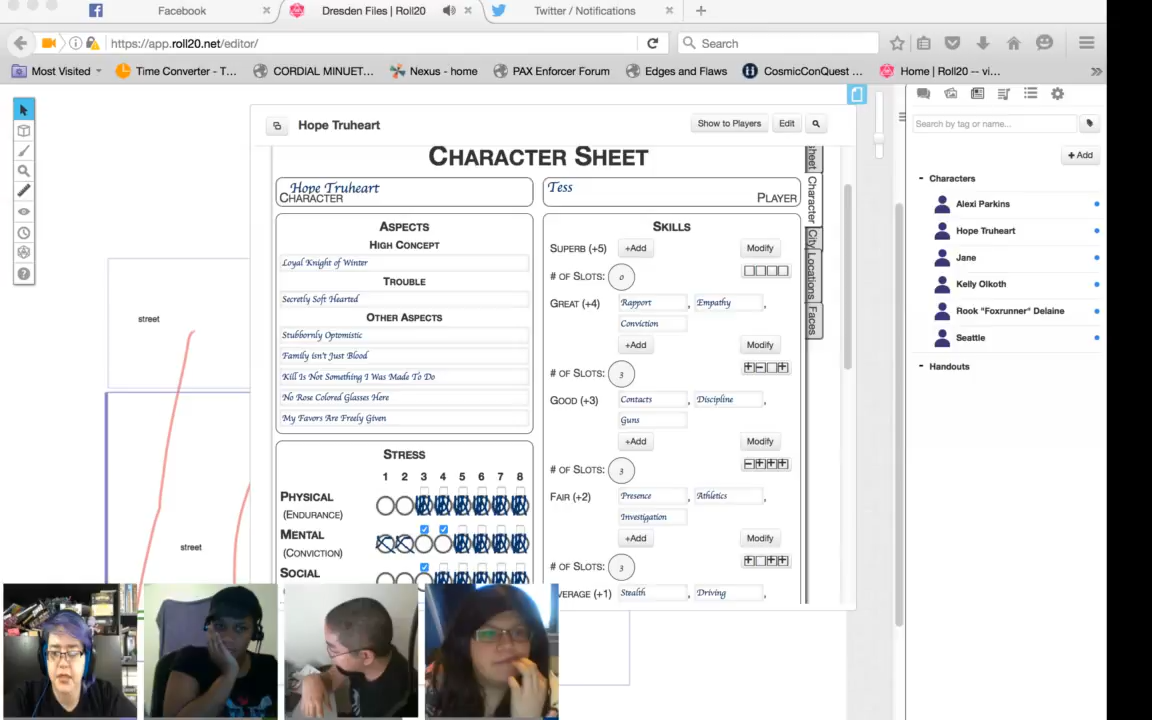 Facebook
Dresden Files | Roll20
Twitter / Notifications
https://app.roll20.net/editor/
Search
Most Visited
Time Converter - T...
CORDIAL MINUET...
Nexus - home
PAX Enforcer Forum
Edges and Flaws
CosmicConQuest ...
Home | Roll20 -- vi...
Hope Truheart
Show to Players
Edit
CHARACTER SHEET
Hope Truheart
CHARACTER
Tess
PLAYER
ASPECTS
HIGH CONCEPT
Loyal Knight of Winter
TROUBLE
Secretly Soft Hearted
OTHER ASPECTS
Stubbornly Optomistic
Family isn't Just Blood
Kill Is Not Something I Was Made To Do
No Rose Colored Glasses Here
My Favors Are Freely Given
STRESS
1 2 3 4 5 6 7 8
PHYSICAL
(ENDURANCE)
MENTAL
(CONVICTION)
SOCIAL
SKILLS
SUPERB (+5) +Add Modify
# OF SLOTS: 0
GREAT (+4) Rapport , Empathy ,
Conviction
+Add Modify
# OF SLOTS: 3
GOOD (+3) Contacts , Discipline ,
Guns
+Add Modify
# OF SLOTS: 3
FAIR (+2) Presence , Athletics ,
Investigation
+Add Modify
# OF SLOTS: 3
VERAGE (+1) Stealth , Driving ,
Character
City
Locations
Faces
street
street
Search by tag or name...
+ Add
Characters
Alexi Parkins
Hope Truheart
Jane
Kelly Olkoth
Rook "Foxrunner" Delaine
Seattle
Handouts